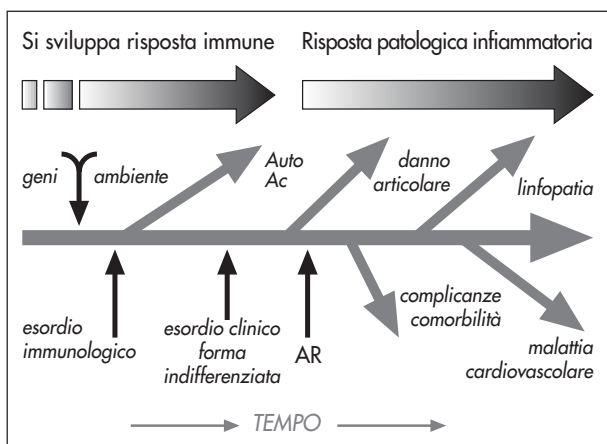 Si sviluppa risposta immune
Risposta patologica infiammatoria
geni
ambiente
Auto
Ac
danno
articolare
linfopatia
esordio
immunologico
esordio clinico
forma
indifferenziata
AR
complicanze
comorbilità
malattia
cardiovascolare
TEMPO